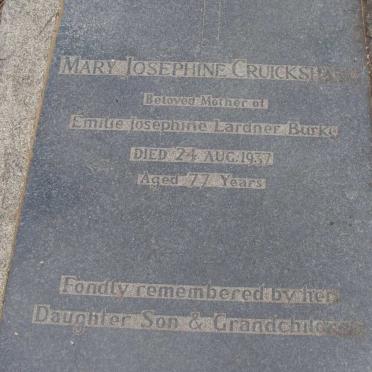 MARY JOSEPHINE CRUICKSHANK
Beloved Mother of
Emilie Josephine Lardner Burke
DIED 24 AUG. 1937
Aged 77 Years
Fondly remembered by her
Daughter Son & Grandchildren